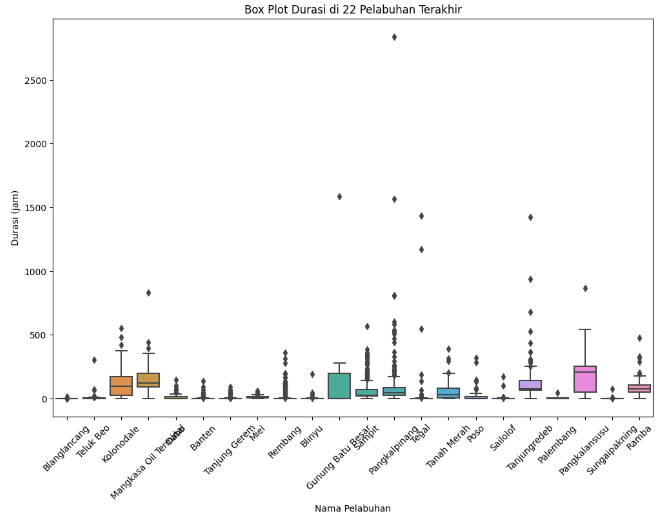 Box Plot Durasi di 22 Pelabuhan Terakhir
Durasi (jam)
2500
2000
1500
1000
500
0
Blanglancang
Teluk Beo
Kolonodale
Mangkasa Oil Terminal
Banten
Tanjung Gerem
Miei
Rembang
Blinyu
Gunung Batu Besar
Sampit
Pangkalpinang
Tegal
Tanah Merah
Poso
Sailolof
Tanjungredeb
Palembang
Pangkalansusu
Sungaipakning
Ramba
Nama Pelabuhan